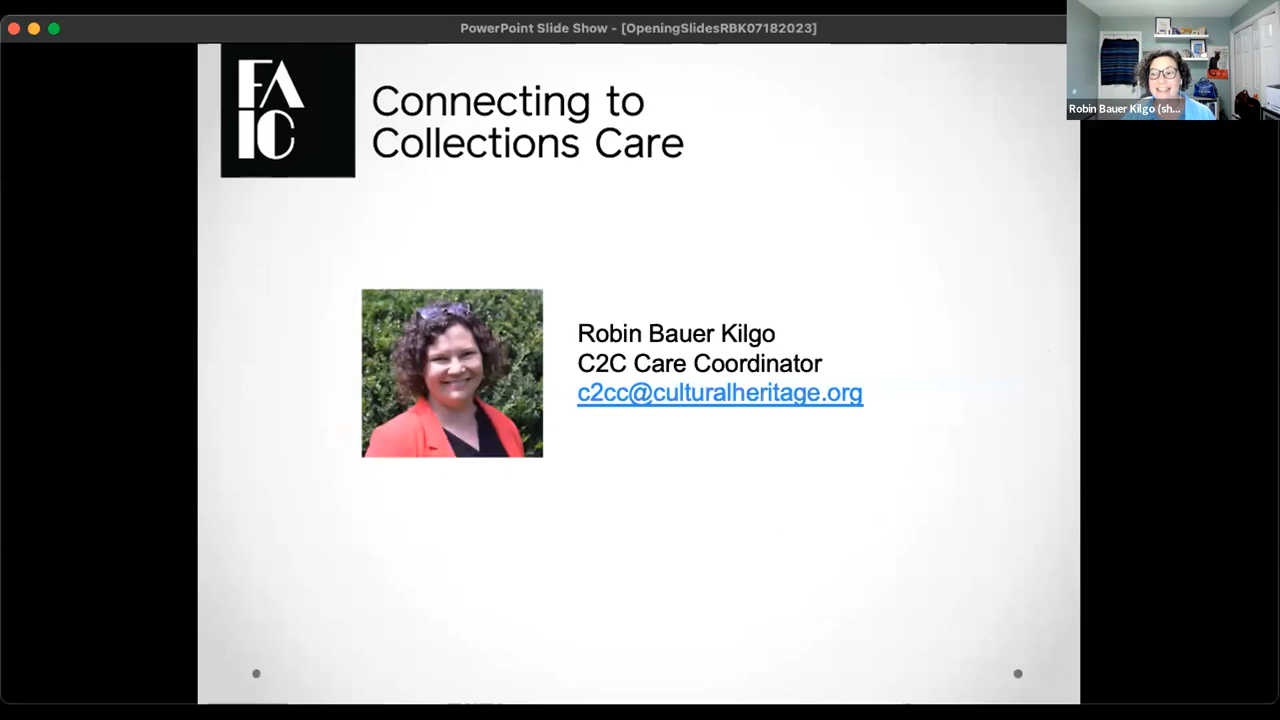 PowerPoint Slide Show - [OpeningSlidesRBK07182023]
Robin Bauer Kilgo (sh...
FA
IC
Connecting to
Collections Care
Robin Bauer Kilgo
C2C Care Coordinator
c2cc@culturalheritage.org